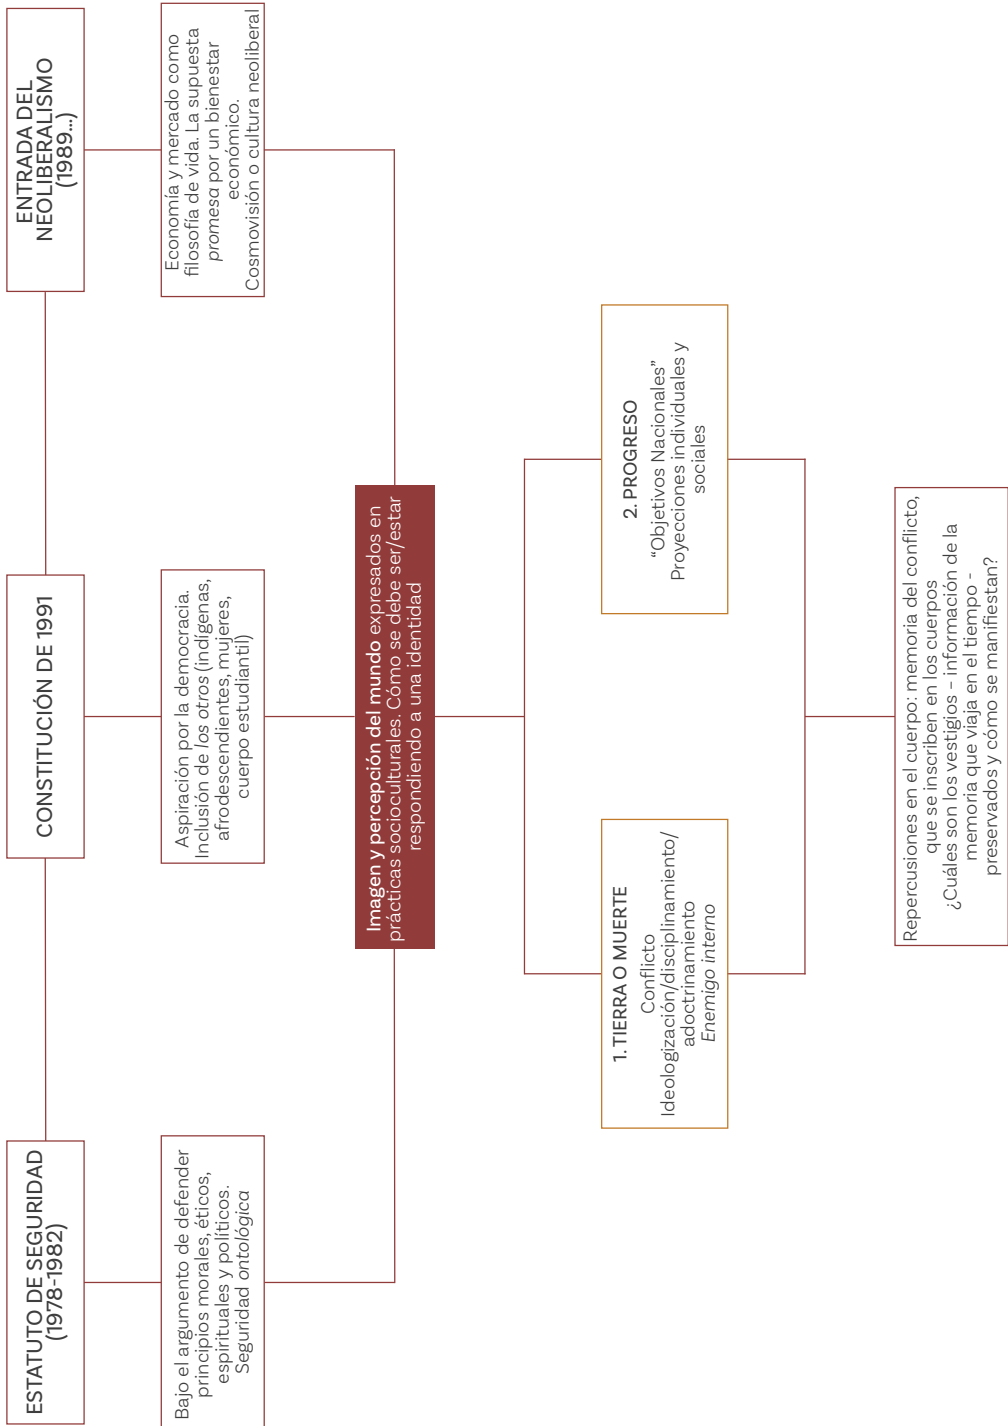 ESTATUTO DE SEGURIDAD
(1978-1982)
CONSTITUCIÓN DE 1991
ENTRADA DEL
NEOLIBERALISMO
(1989...)
Bajo el argumento de defender
principios morales, éticos,
espirituales y políticos.
Seguridad ontológica
Aspiración por la democracia.
Inclusión de los otros (indígenas,
afrodescendientes, mujeres,
cuerpo estudiantil)
Economía y mercado como
filosofía de vida. La supuesta
promesa por un bienestar
económico.
Cosmovisión o cultura neoliberal
Imagen y percepción del mundo expresados en
prácticas socioculturales. Cómo se debe ser/estar
respondiendo a una identidad
1. TIERRA O MUERTE
Conflicto
Ideologización/disciplinamiento/
adoctrinamiento
Enemigo interno
2. PROGRESO
“Objetivos Nacionales”
Proyecciones individuales y
sociales
Repercusiones en el cuerpo: memoria del conflicto,
que se inscriben en los cuerpos
¿Cuáles son los vestigios – información de la
memoria que viaja en el tiempo -
preservados y cómo se manifiestan?